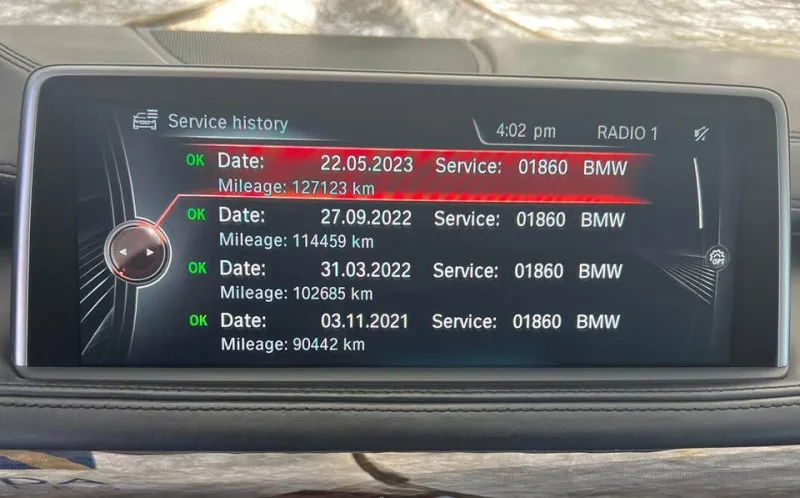 Service history
4:02 pm
RADIO 1
OK Date: 22.05.2023 Service: 01860 BMW
Mileage: 127123 km
OK Date: 27.09.2022 Service: 01860 BMW
Mileage: 114459 km
OK Date: 31.03.2022 Service: 01860 BMW
Mileage: 102685 km
OPT
OK Date: 03.11.2021 Service: 01860 BMW
Mileage: 90442 km